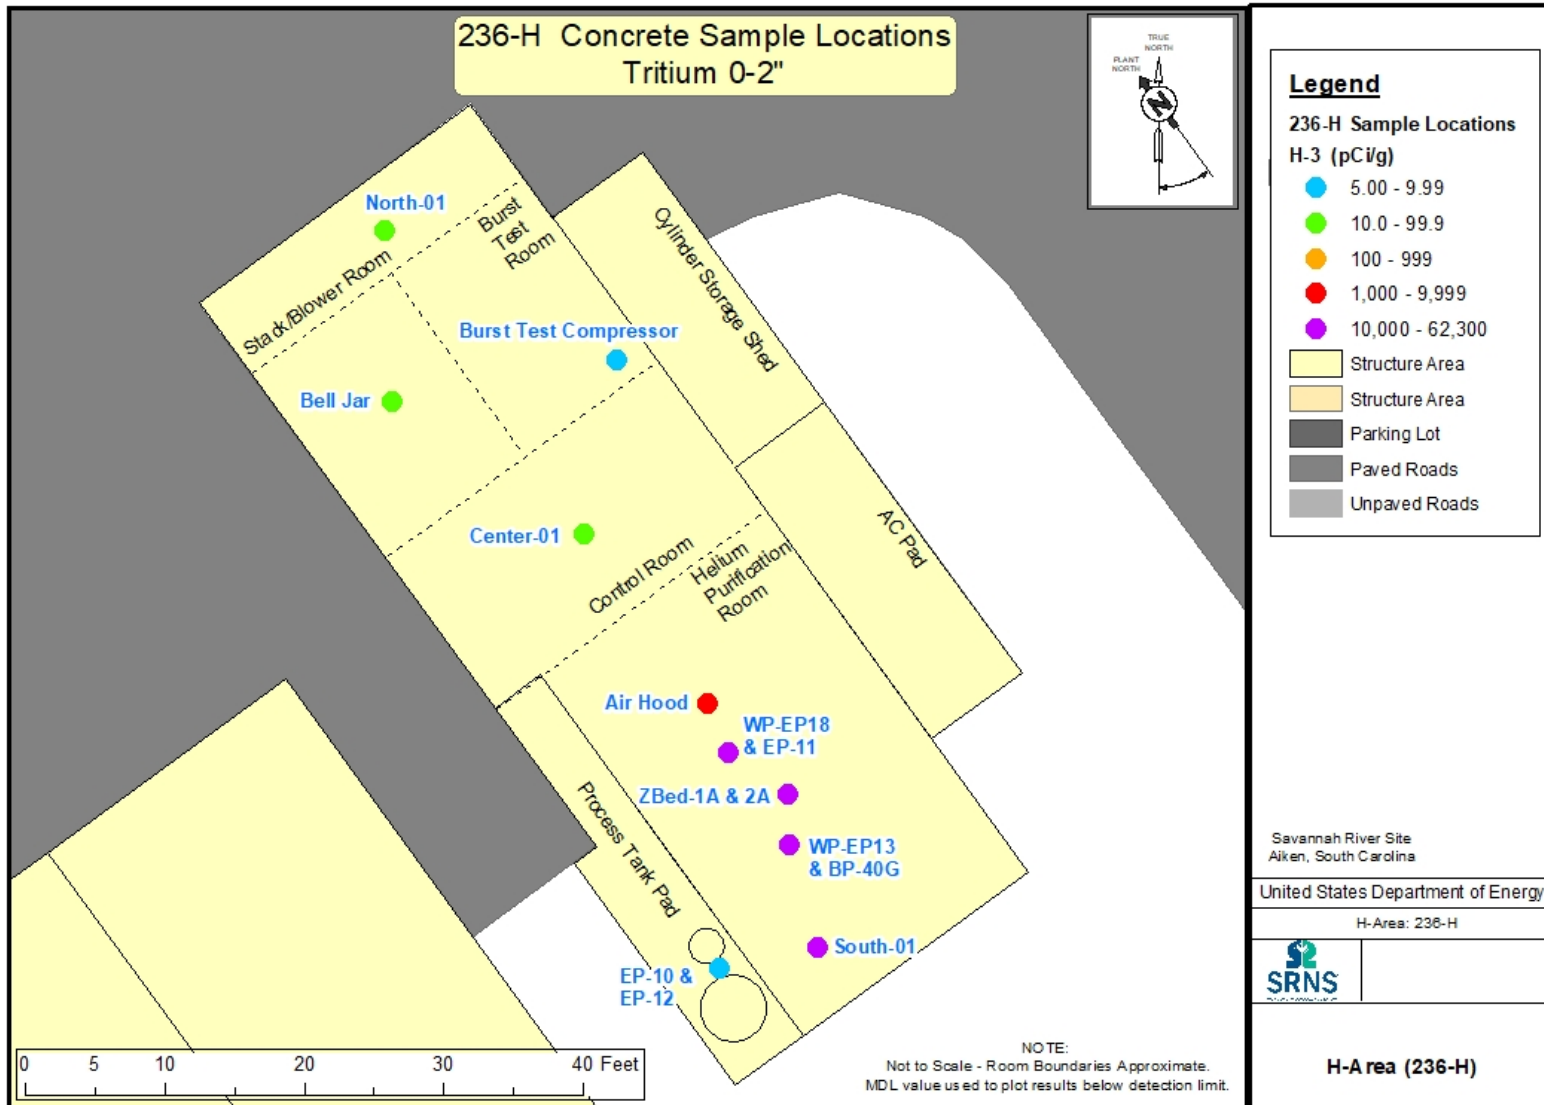 236-H Concrete Sample Locations
Tritium 0-2"
TRUE
NORTH
PLANT
NORTH
N
North-01
Stack/Blower Room
Burst
Test
Room
Cylinder Storage Shed
Burst Test Compressor
Bell Jar
Center-01
Control Room
Helium
Purification
Room
AC Pad
Air Hood
WP-EP18
& EP-11
ZBed-1A & 2A
WP-EP13
& BP-40G
Process Tank Pad
South-01
EP-10 &
EP-12
0 5 10 20 30 40 Feet
NOTE:
Not to Scale - Room Boundaries Approximate.
MDL value used to plot results below detection limit.
Legend
236-H Sample Locations
H-3 (pCi/g)
5.00 - 9.99
10.0 - 99.9
100 - 999
1,000 - 9,999
10,000 - 62,300
Structure Area
Structure Area
Parking Lot
Paved Roads
Unpaved Roads
Savannah River Site
Aiken, South Carolina
United States Department of Energy
H-Area: 236-H
SRNS
H-Area (236-H)